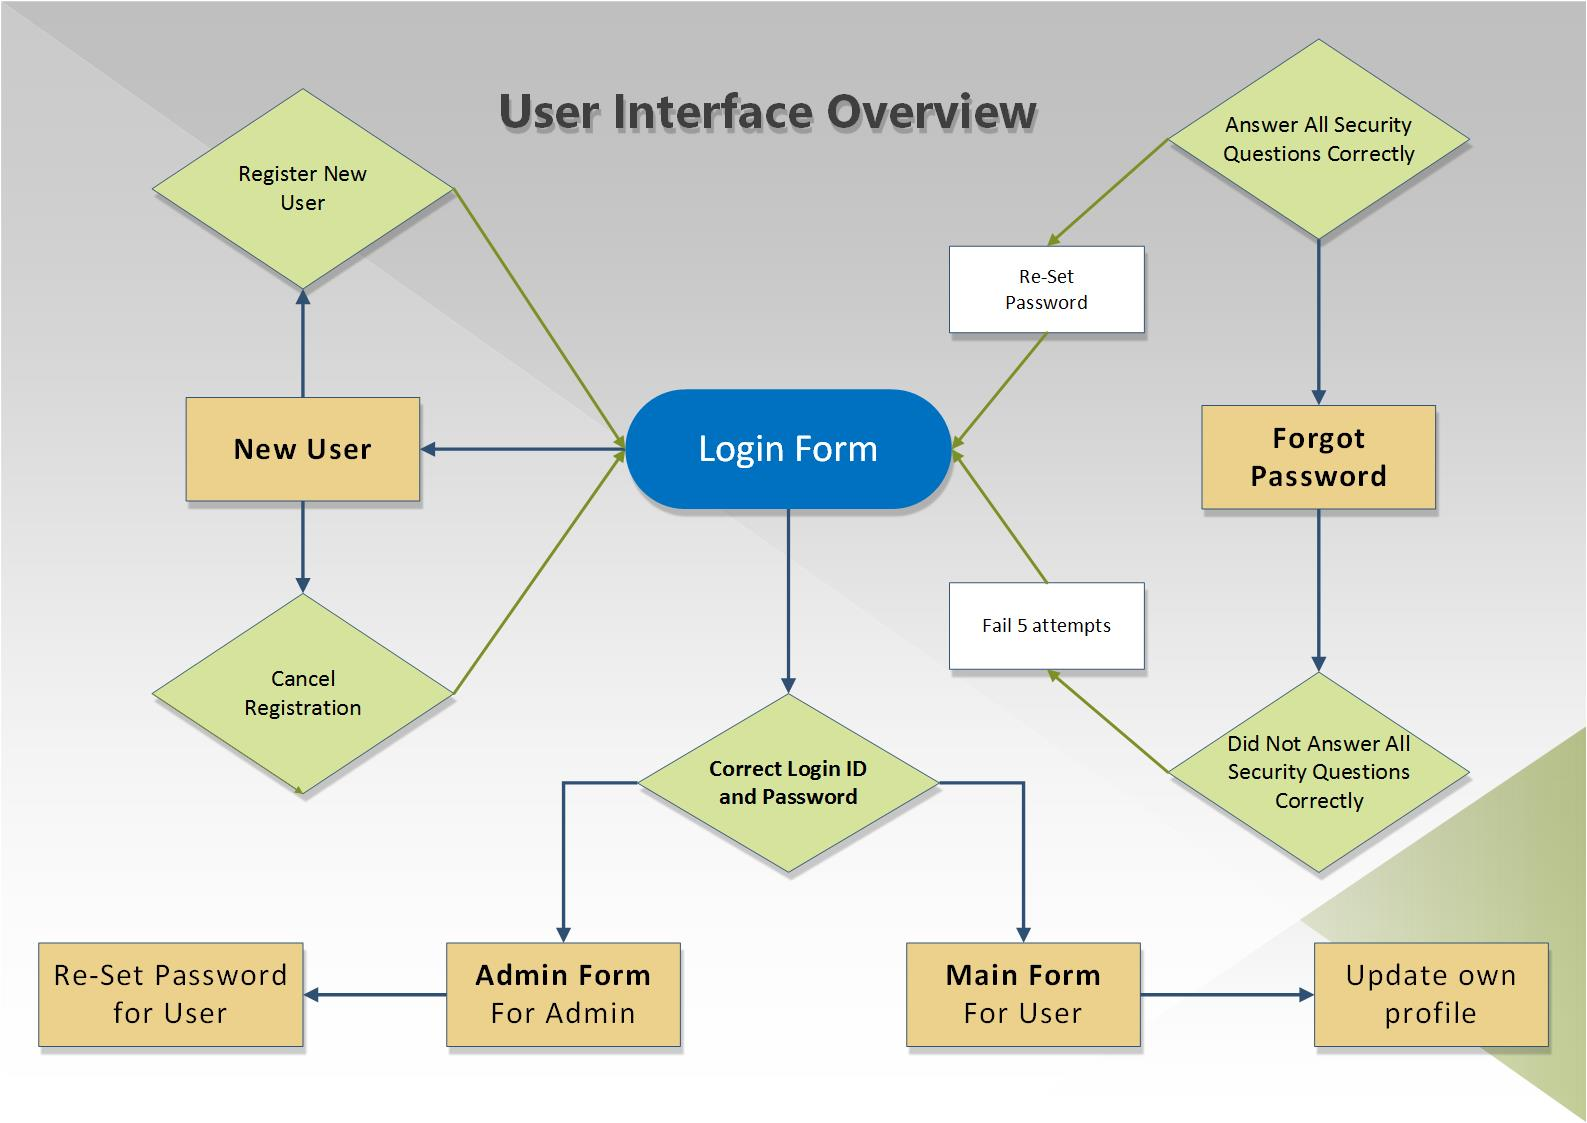 User Interface Overview
Register New
User
Answer All Security
Questions Correctly
Re-Set
Password
New User
Login Form
Forgot
Password
Cancel
Registration
Fail 5 attempts
Correct Login ID
and Password
Did Not Answer All
Security Questions
Correctly
Re-Set Password
for User
Admin Form
For Admin
Main Form
For User
Update own
profile